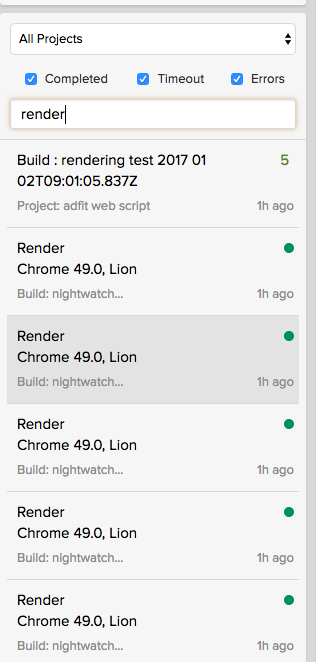 All Projects
Completed Timeout Errors
render
Build : rendering test 2017 01 5
02T09:01:05.837Z
Project: adfit web script 1h ago
Render
Chrome 49.0, Lion
Build: nightwatch... 1h ago
Render
Chrome 49.0, Lion
Build: nightwatch... 1h ago
Render
Chrome 49.0, Lion
Build: nightwatch... 1h ago
Render
Chrome 49.0, Lion
Build: nightwatch... 1h ago
Render
Chrome 49.0, Lion
Build: nightwatch... 1h ago